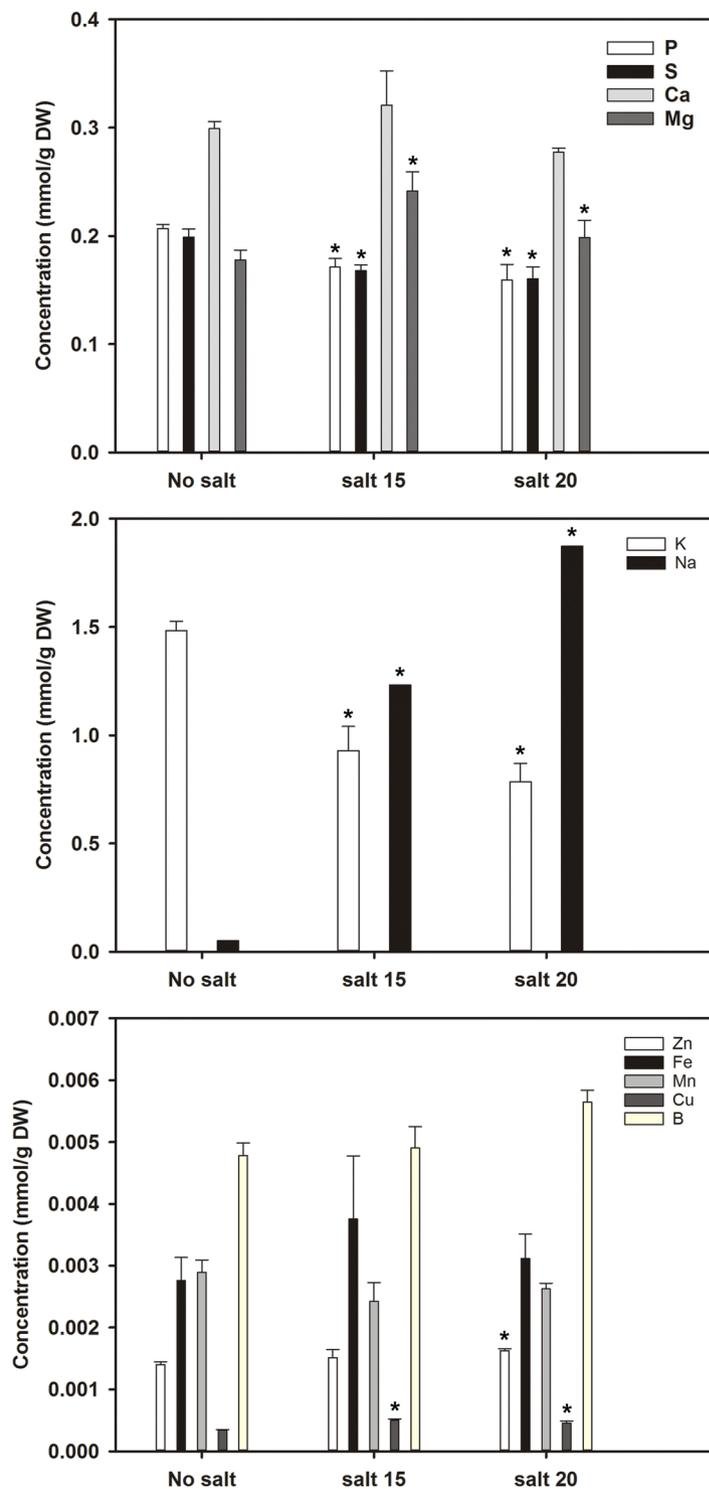 0.4
0.3
0.2
0.1
0.0
Concentration (mmol/g DW)
P
S
Ca
Mg
*
*
*
*
*
*
No salt
salt 15
salt 20
2.0
1.5
1.0
0.5
0.0
Concentration (mmol/g DW)
K
Na
*
*
*
*
No salt
salt 15
salt 20
0.007
0.006
0.005
0.004
0.003
0.002
0.001
0.000
Concentration (mmol/g DW)
Zn
Fe
Mn
Cu
B
*
*
*
No salt
salt 15
salt 20